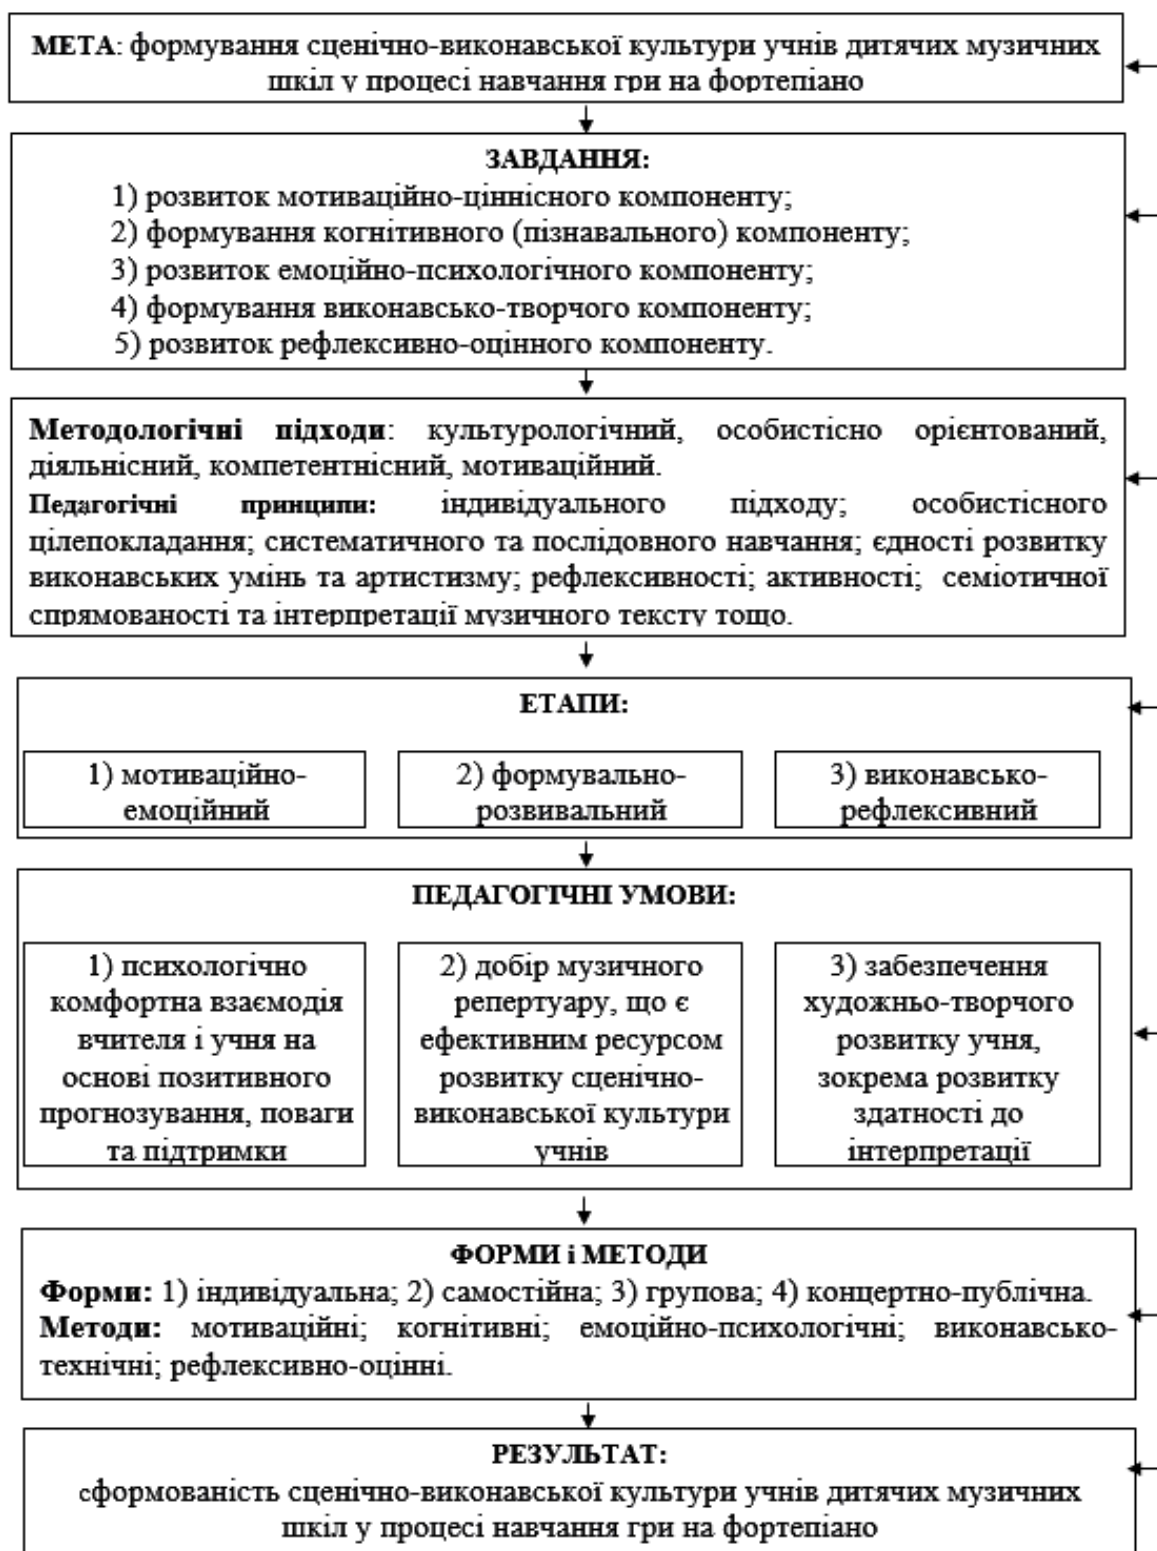 МЕТА: формування сценічно-виконавської культури учнів дитячих музичних
шкіл у процесі навчання гри на фортепіано
ЗАВДАННЯ:
1) розвиток мотиваційно-ціннісного компоненту;
2) формування когнітивного (пізнавального) компоненту;
3) розвиток емоційно-психологічного компоненту;
4) формування виконавсько-творчого компоненту;
5) розвиток рефлексивно-оцінного компоненту.
Методологічні підходи: культурологічний, особистісно орієнтований,
діяльнісний, компетентнісний, мотиваційний.
Педагогічні принципи: індивідуального підходу; особистісного
цілепокладання; систематичного та послідовного навчання; єдності розвитку
виконавських умінь та артистизму; рефлексивності; активності; семіотичної
спрямованості та інтерпретації музичного тексту тощо.
ЕТАПИ:
1) мотиваційно-
емоційний
2) формувально-
розвивальний
3) виконавсько-
рефлексивний
ПЕДАГОГІЧНІ УМОВИ:
1) психологічно
комфортна взаємодія
вчителя і учня на
основі позитивного
прогнозування, поваги
та підтримки
2) добір музичного
репертуару, що є
ефективним ресурсом
розвитку сценічно-
виконавської культури
учнів
3) забезпечення
художньо-творчого
розвитку учня,
зокрема розвитку
здатності до
інтерпретації
ФОРМИ і МЕТОДИ
Форми: 1) індивідуальна; 2) самостійна; 3) групова; 4) концертно-публічна.
Методи: мотиваційні; когнітивні; емоційно-психологічні; виконавсько-
технічні; рефлексивно-оцінні.
РЕЗУЛЬТАТ:
сформованість сценічно-виконавської культури учнів дитячих музичних
шкіл у процесі навчання гри на фортепіано